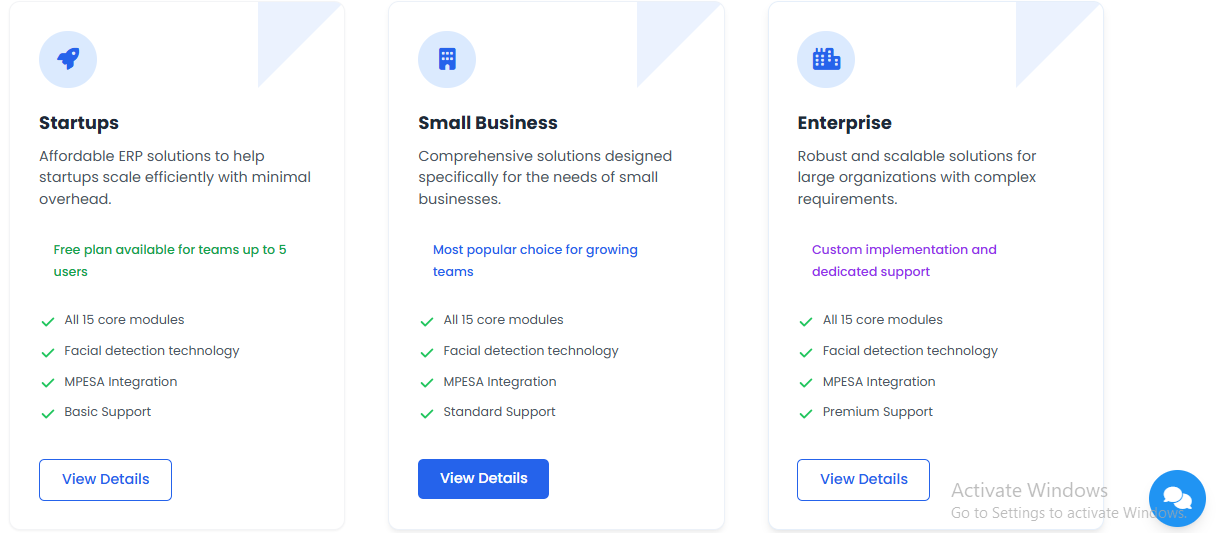 Startups
Affordable ERP solutions to help
startups scale efficiently with minimal
overhead.
Free plan available for teams up to 5
users
All 15 core modules
Facial detection technology
MPESA Integration
Basic Support
View Details
Small Business
Comprehensive solutions designed
specifically for the needs of small
businesses.
Most popular choice for growing
teams
All 15 core modules
Facial detection technology
MPESA Integration
Standard Support
View Details
Enterprise
Robust and scalable solutions for
large organizations with complex
requirements.
Custom implementation and
dedicated support
All 15 core modules
Facial detection technology
MPESA Integration
Premium Support
View Details
Activate Windows
Go to Settings to activate Windows.